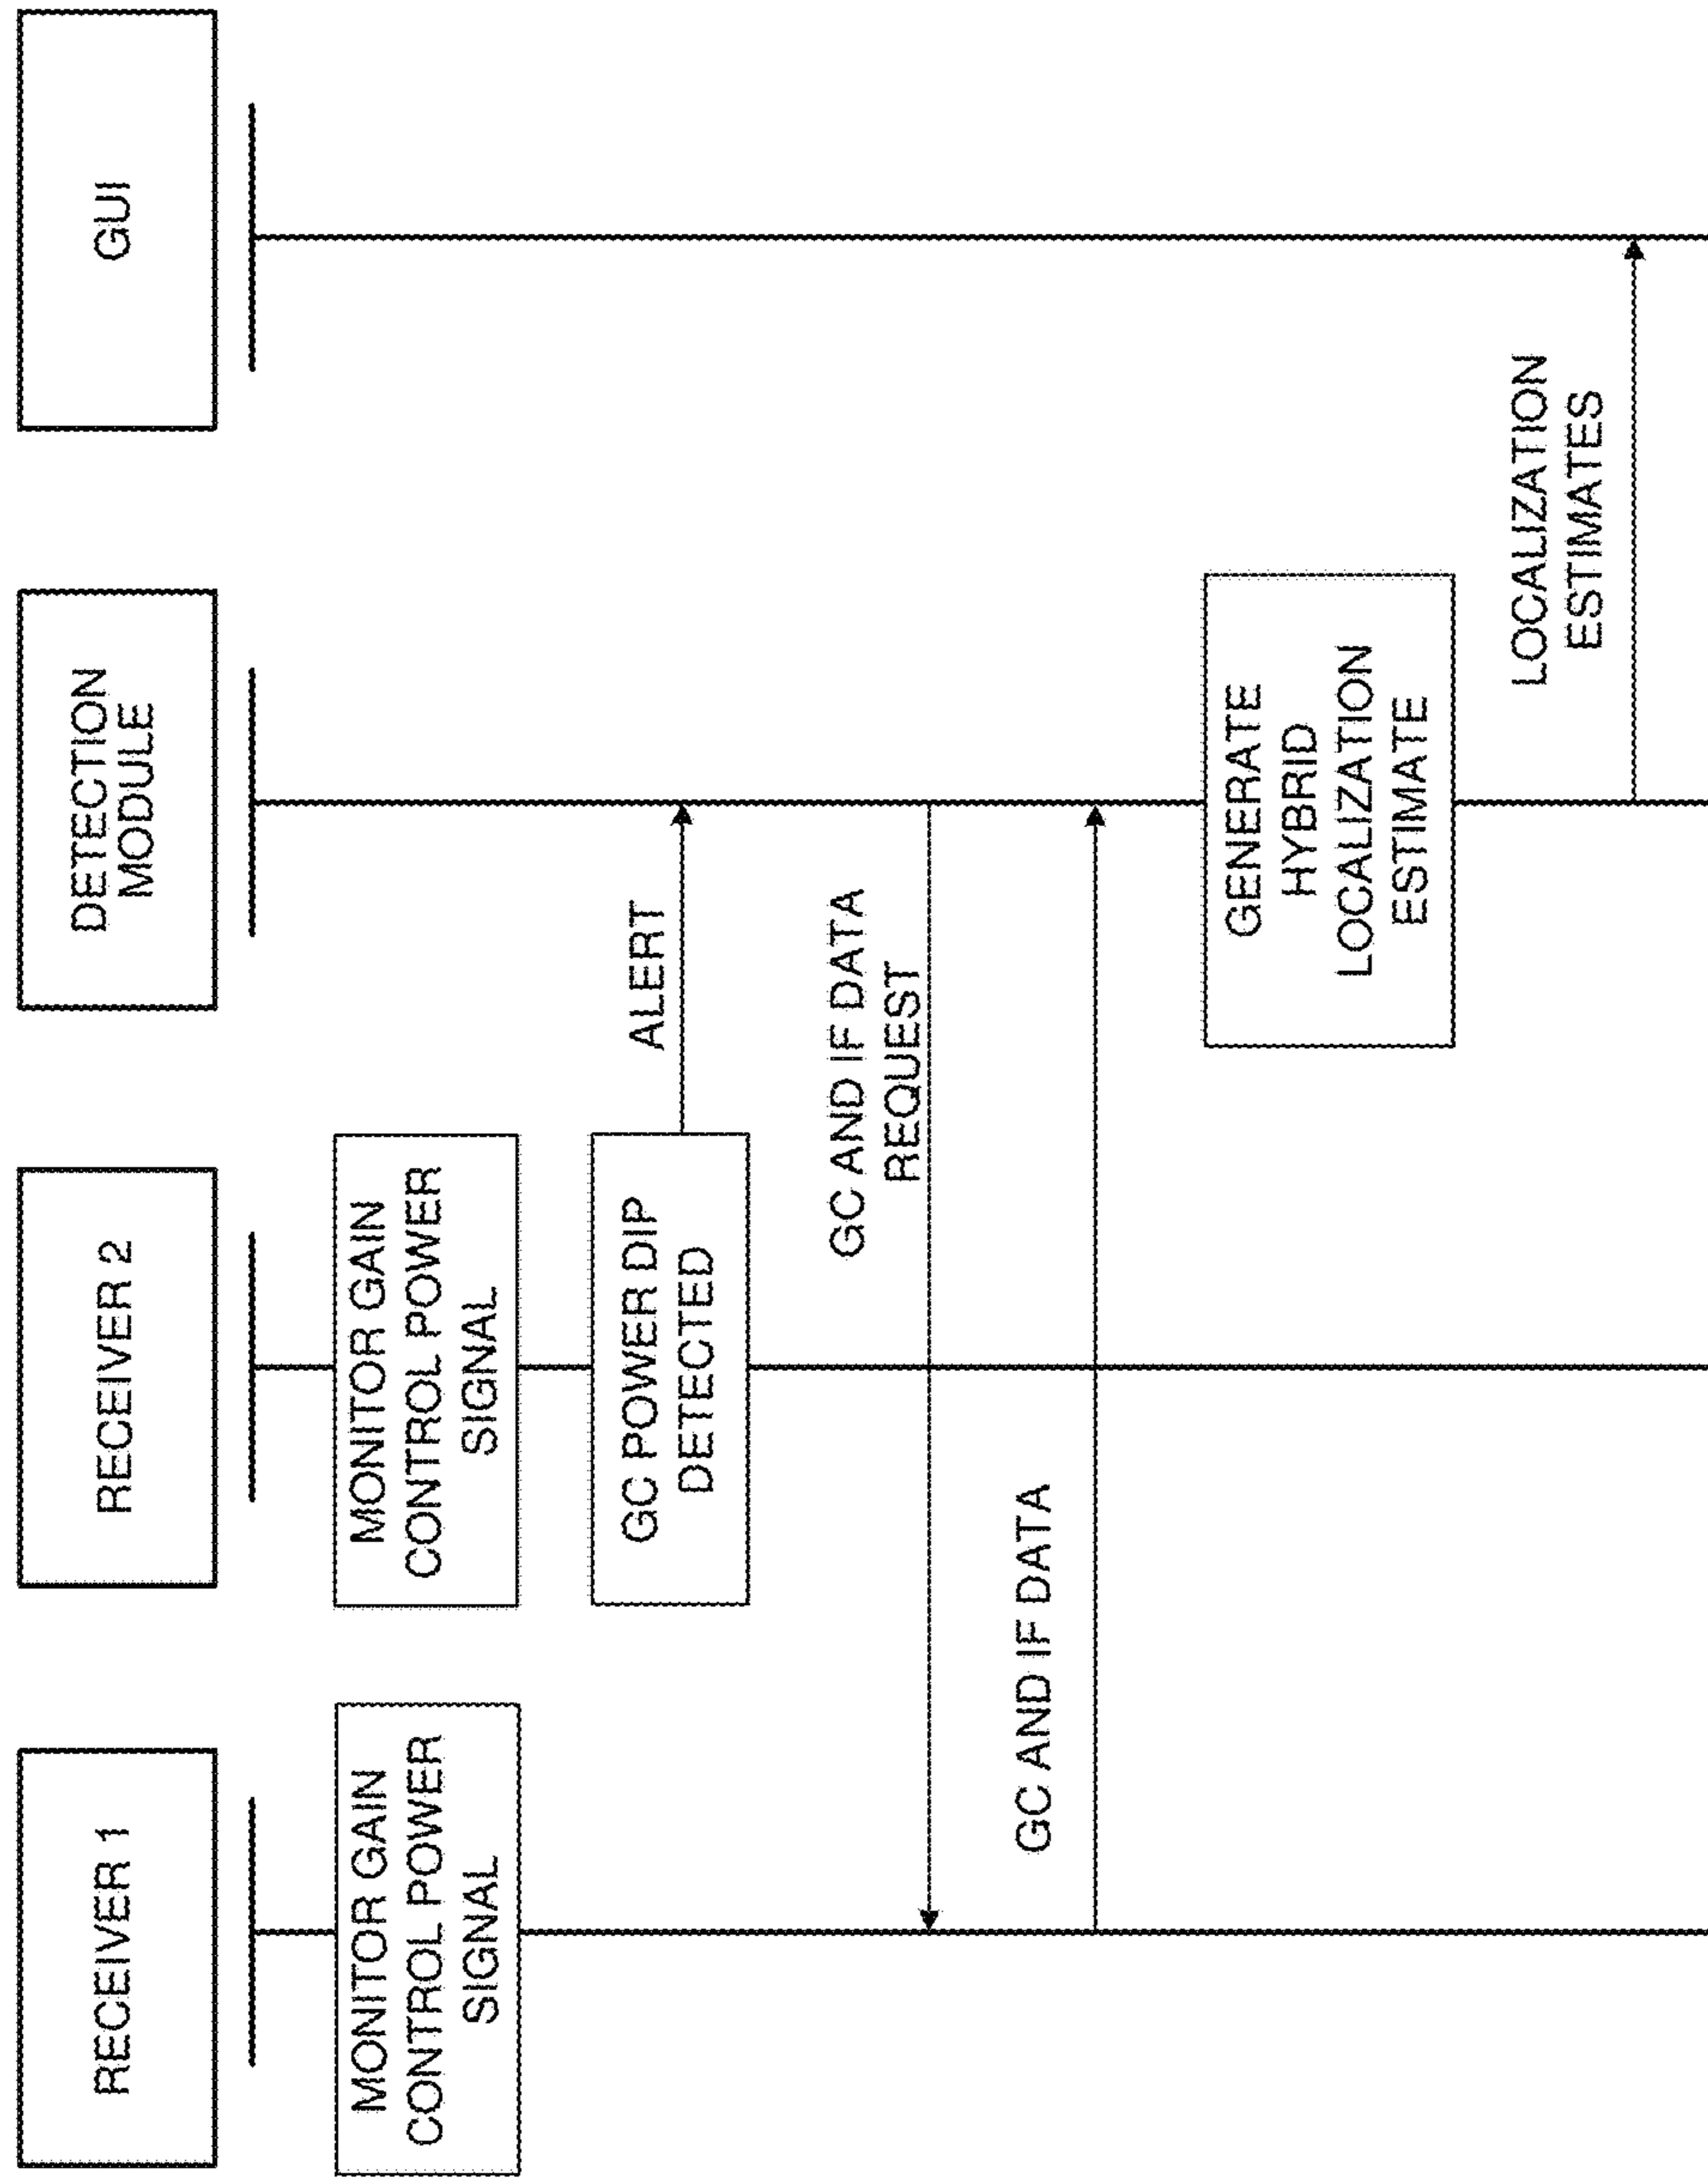 RECEIVER 1
RECEIVER 2
DETECTION
MODULE
GUI
MONITOR GAIN
CONTROL POWER
SIGNAL
MONITOR GAIN
CONTROL POWER
SIGNAL
GC POWER DIP
DETECTED
ALERT
GC AND IF DATA
REQUEST
GC AND IF DATA
GENERATE
HYBRID
LOCALIZATION
ESTIMATE
LOCALIZATION
ESTIMATES